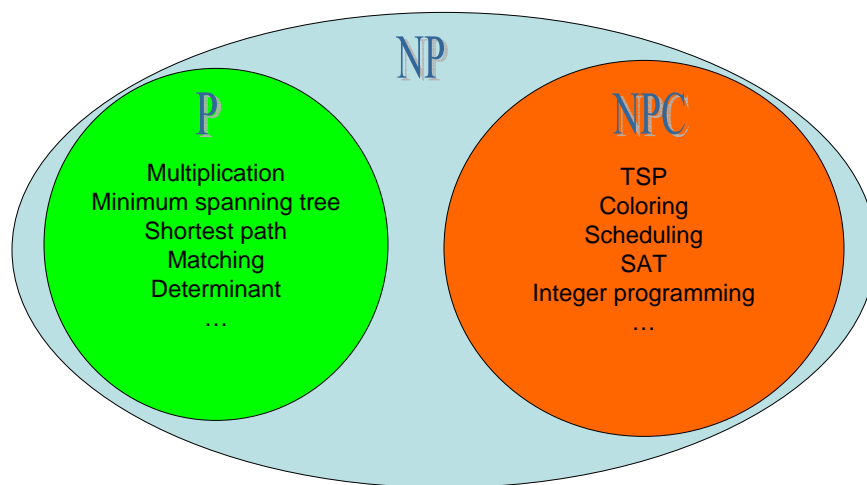 NP
P
Multiplication
Minimum spanning tree
Shortest path
Matching
Determinant
…
NPC
TSP
Coloring
Scheduling
SAT
Integer programming
…